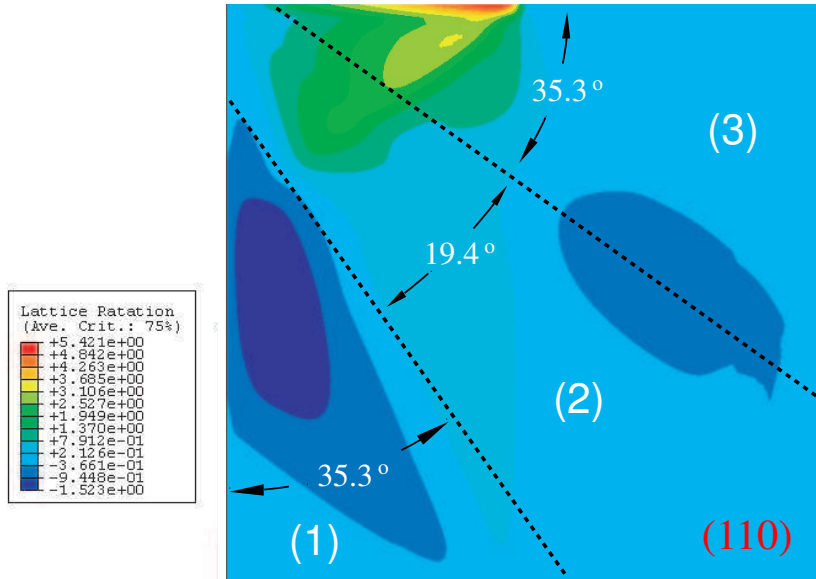 35.3 °
(3)
19.4 °
Lattice Ratation
(Ave. Crit.: 75%)
+5.421e+00
+4.842e+00
+4.263e+00
+3.685e+00
+3.106e+00
+2.527e+00
+1.949e+00
+1.370e+00
+7.912e-01
+2.126e-01
-3.661e-01
-9.448e-01
-1.523e+00
(2)
35.3 °
(1)
(110)